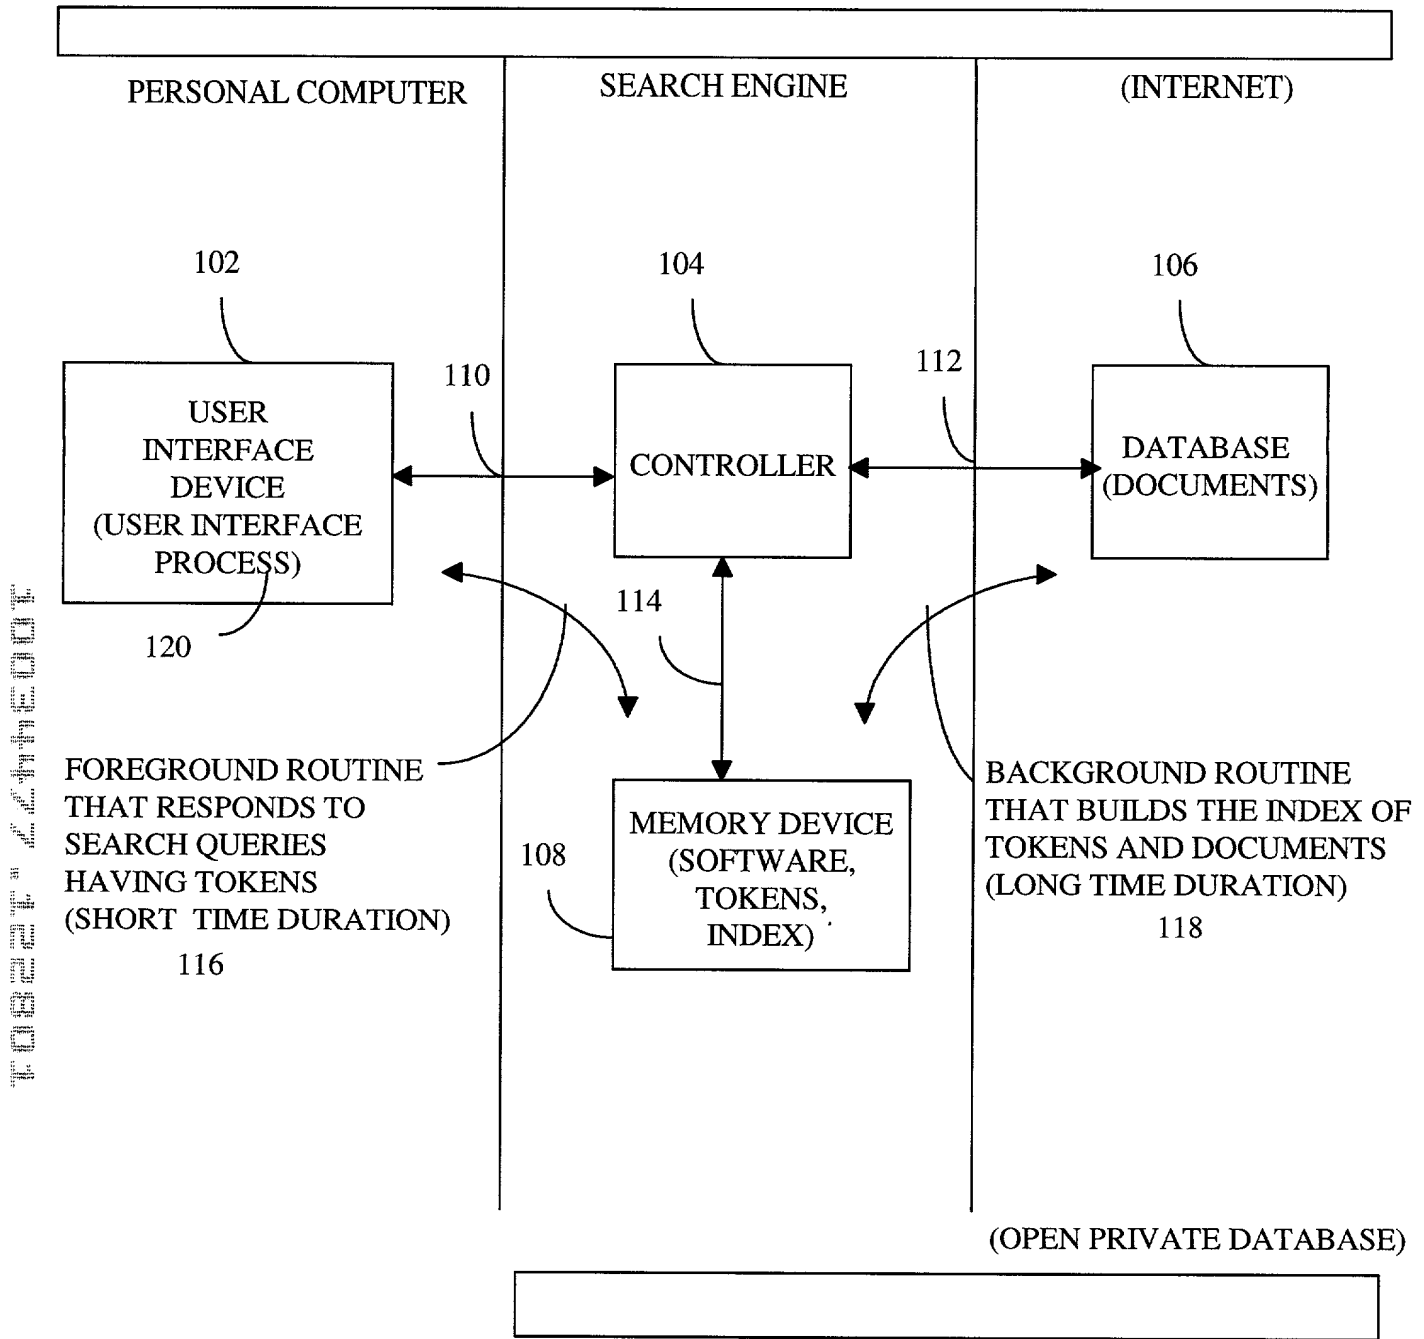 PERSONAL COMPUTER
SEARCH ENGINE
(INTERNET)
102
104
106
110
112
USER
INTERFACE
DEVICE
(USER INTERFACE
PROCESS)
CONTROLLER
DATABASE
(DOCUMENTS)
120
114
FOREGROUND ROUTINE
THAT RESPONDS TO
SEARCH QUERIES
HAVING TOKENS
(SHORT TIME DURATION)
116
108
MEMORY DEVICE
(SOFTWARE,
TOKENS,
INDEX)
BACKGROUND ROUTINE
THAT BUILDS THE INDEX OF
TOKENS AND DOCUMENTS
(LONG TIME DURATION)
118
(OPEN PRIVATE DATABASE)